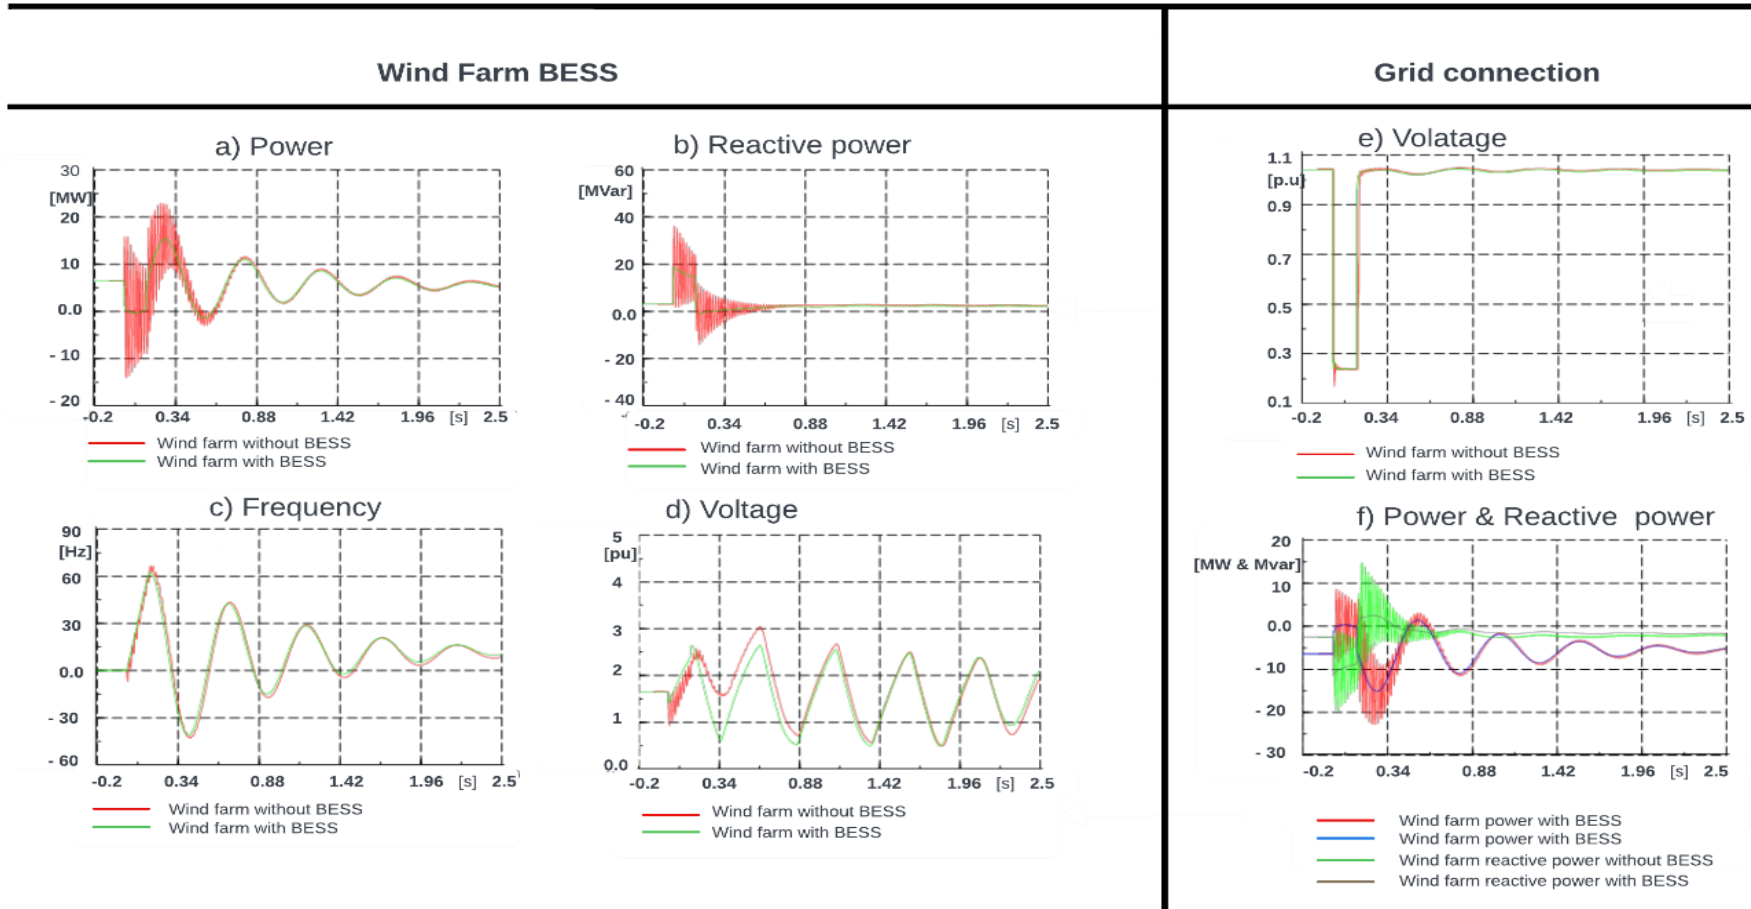 Wind Farm BESS
Grid connection
a) Power
30
[MW]
20
10
0.0
- 10
- 20
-0.2 0.34 0.88 1.42 1.96 [s] 2.5
Wind farm without BESS
Wind farm with BESS
b) Reactive power
60
[MVar]
40
20
0.0
- 20
- 40
-0.2 0.34 0.88 1.42 1.96 [s] 2.5
Wind farm without BESS
Wind farm with BESS
e) Volatage
1.1
[p.u]
0.9
0.7
0.5
0.3
0.1
-0.2 0.34 0.88 1.42 1.96 [s] 2.5
Wind farm without BESS
Wind farm with BESS
c) Frequency
90
[Hz]
60
30
0.0
- 30
- 60
-0.2 0.34 0.88 1.42 1.96 [s] 2.5
Wind farm without BESS
Wind farm with BESS
d) Voltage
5
[pu]
4
3
2
1
0.0
-0.2 0.34 0.88 1.42 1.96 [s] 2.5
Wind farm without BESS
Wind farm with BESS
f) Power & Reactive power
20
[MW & Mvar]
10
0.0
- 10
- 20
- 30
-0.2 0.34 0.88 1.42 1.96 [s] 2.5
Wind farm power with BESS
Wind farm power with BESS
Wind farm reactive power without BESS
Wind farm reactive power with BESS